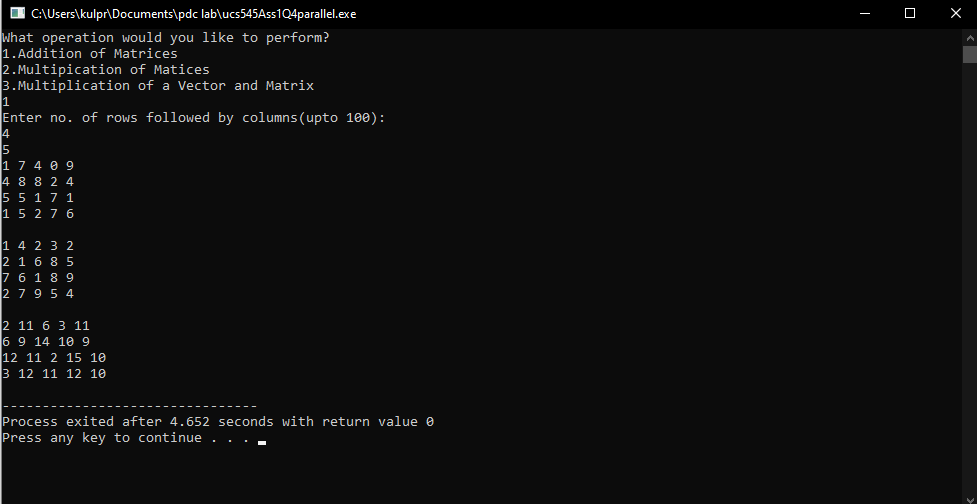 C:\Users\kulpr\Documents\pdc lab\ucs545Ass1Q4parallel.exe
What operation would you like to perform?
1.Addition of Matrices
2.Multipication of Matices
3.Multiplication of a Vector and Matrix
1
Enter no. of rows followed by columns(upto 100):
4
5
1 7 4 0 9
4 8 8 2 4
5 5 1 7 1
1 5 2 7 6
1 4 2 3 2
2 1 6 8 5
7 6 1 8 9
2 7 9 5 4
2 11 6 3 11
6 9 14 10 9
12 11 2 15 10
3 12 11 12 10
--------------------------------
Process exited after 4.652 seconds with return value 0
Press any key to continue . . .